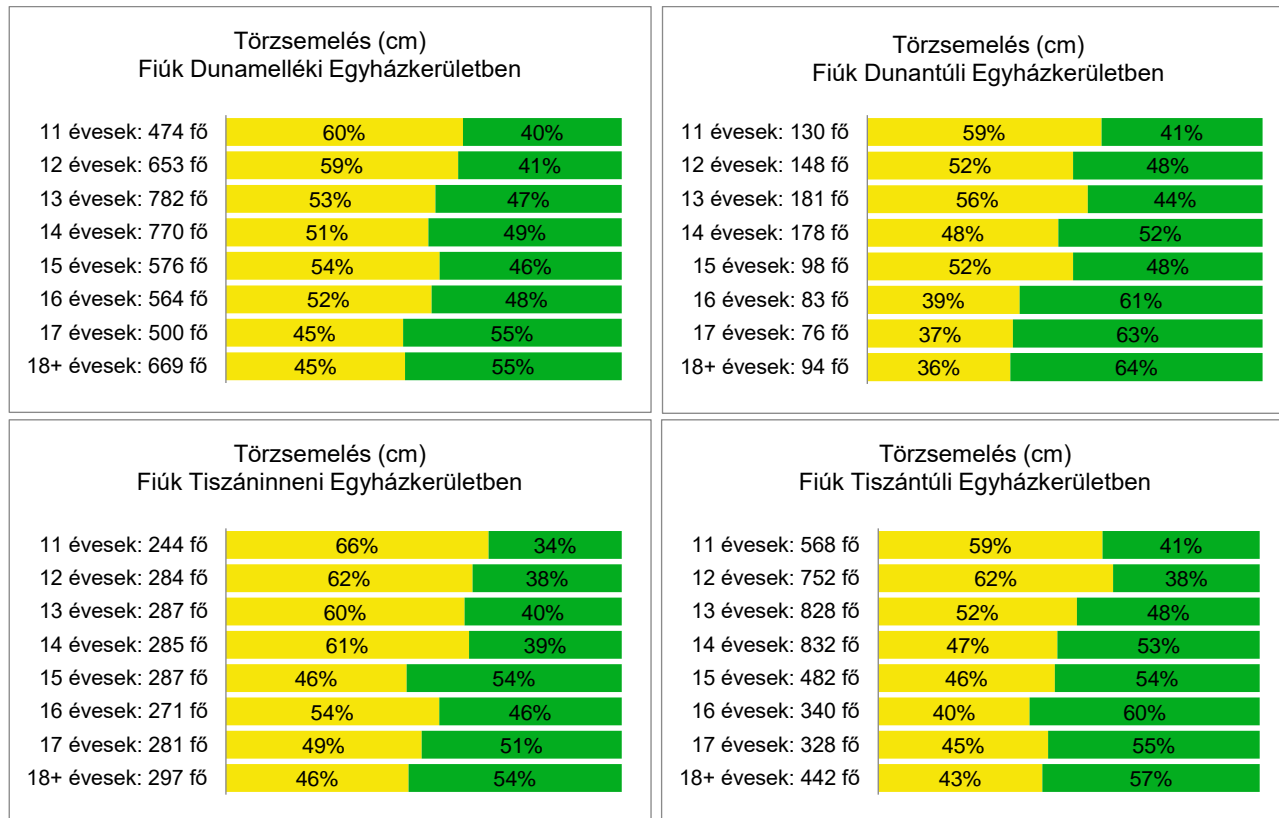 Törzsemelés (cm)
Fiúk Dunamelléki Egyházkerületben
11 évesek: 474 fő 60% 40%
12 évesek: 653 fő 59% 41%
13 évesek: 782 fő 53% 47%
14 évesek: 770 fő 51% 49%
15 évesek: 576 fő 54% 46%
16 évesek: 564 fő 52% 48%
17 évesek: 500 fő 45% 55%
18+ évesek: 669 fő 45% 55%
Törzsemelés (cm)
Fiúk Dunantúli Egyházkerületben
11 évesek: 130 fő 59% 41%
12 évesek: 148 fő 52% 48%
13 évesek: 181 fő 56% 44%
14 évesek: 178 fő 48% 52%
15 évesek: 98 fő 52% 48%
16 évesek: 83 fő 39% 61%
17 évesek: 76 fő 37% 63%
18+ évesek: 94 fő 36% 64%
Törzsemelés (cm)
Fiúk Tiszáninneni Egyházkerületben
11 évesek: 244 fő 66% 34%
12 évesek: 284 fő 62% 38%
13 évesek: 287 fő 60% 40%
14 évesek: 285 fő 61% 39%
15 évesek: 287 fő 46% 54%
16 évesek: 271 fő 54% 46%
17 évesek: 281 fő 49% 51%
18+ évesek: 297 fő 46% 54%
Törzsemelés (cm)
Fiúk Tiszántúli Egyházkerületben
11 évesek: 568 fő 59% 41%
12 évesek: 752 fő 62% 38%
13 évesek: 828 fő 52% 48%
14 évesek: 832 fő 47% 53%
15 évesek: 482 fő 46% 54%
16 évesek: 340 fő 40% 60%
17 évesek: 328 fő 45% 55%
18+ évesek: 442 fő 43% 57%